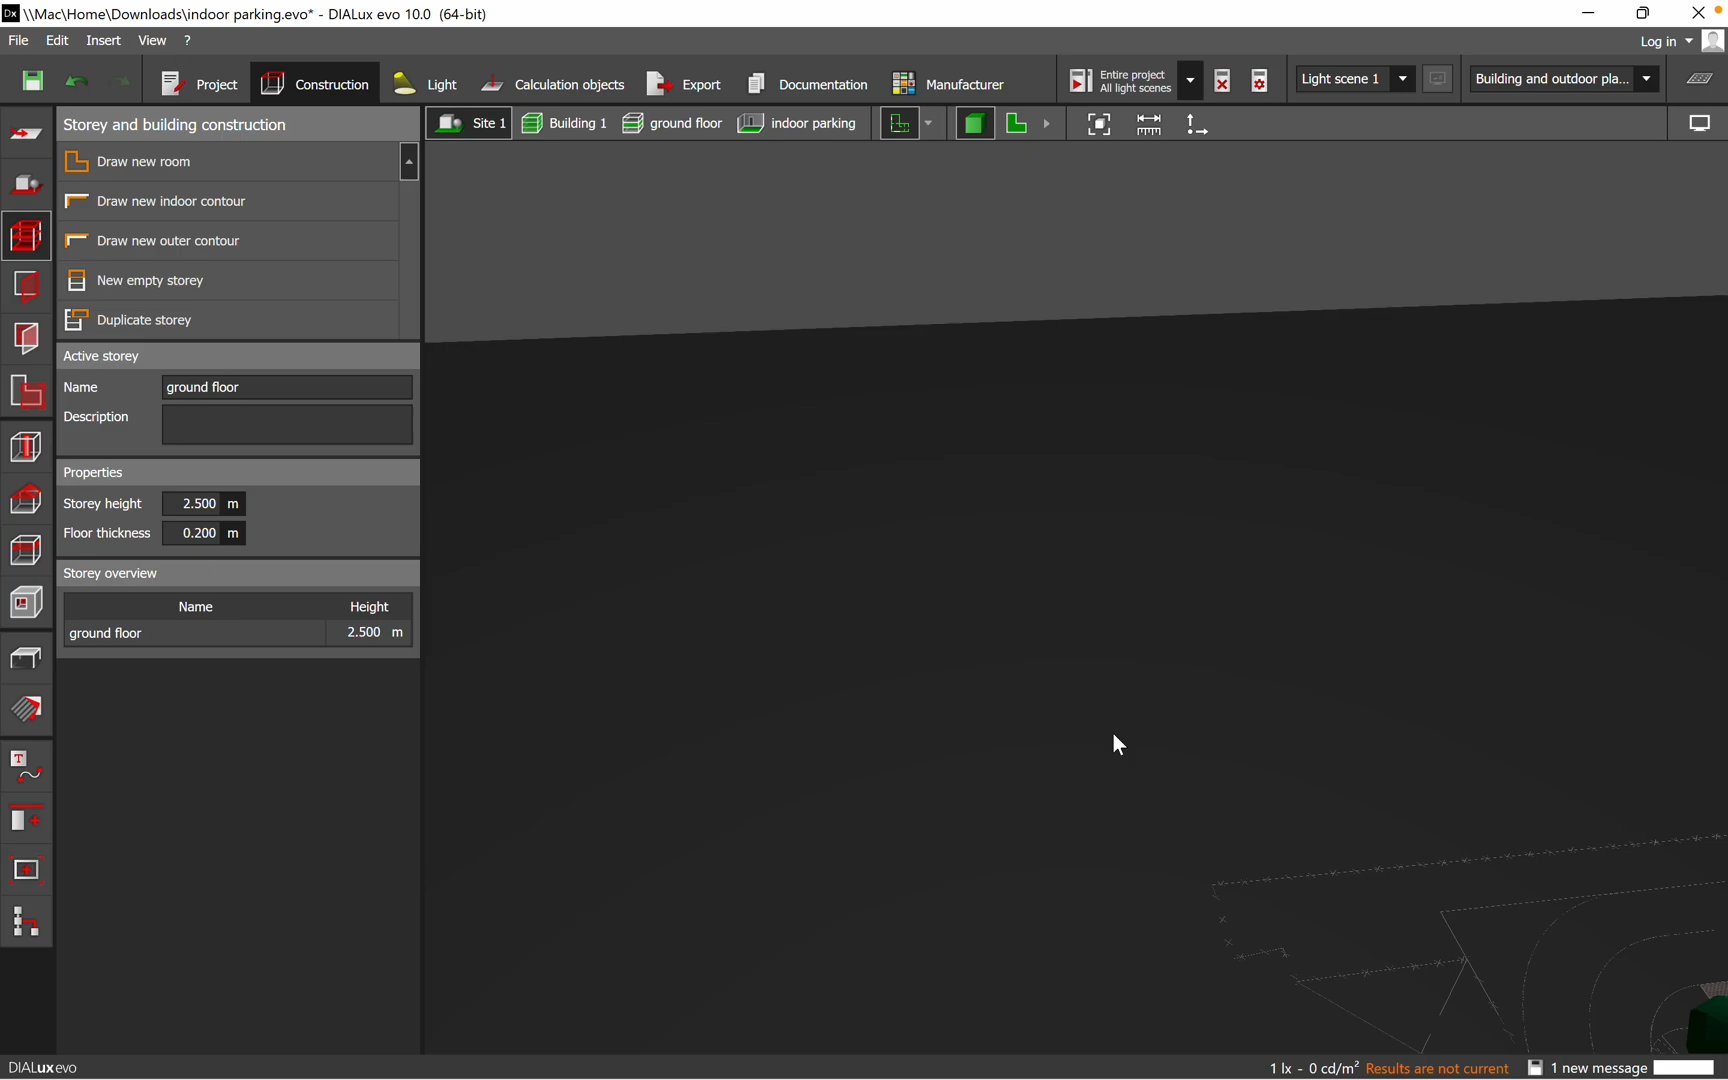 Dx \\Mac\Home\Downloads\indoor parking.evo* - DIALux evo 10.0 (64-bit)
File Edit Insert View ? Log in
Project Construction Light Calculation objects Export Documentation Manufacturer Entire project All light scenes Light scene 1 Building and outdoor pla...
Storey and building construction
Site 1 Building 1 ground floor indoor parking
Draw new room
Draw new indoor contour
Draw new outer contour
New empty storey
Duplicate storey
Active storey
Name ground floor
Description
Properties
Storey height 2.500 m
Floor thickness 0.200 m
Storey overview
Name Height
ground floor 2.500 m
T
DIALux evo 1 lx - 0 cd/m² Results are not current 1 new message